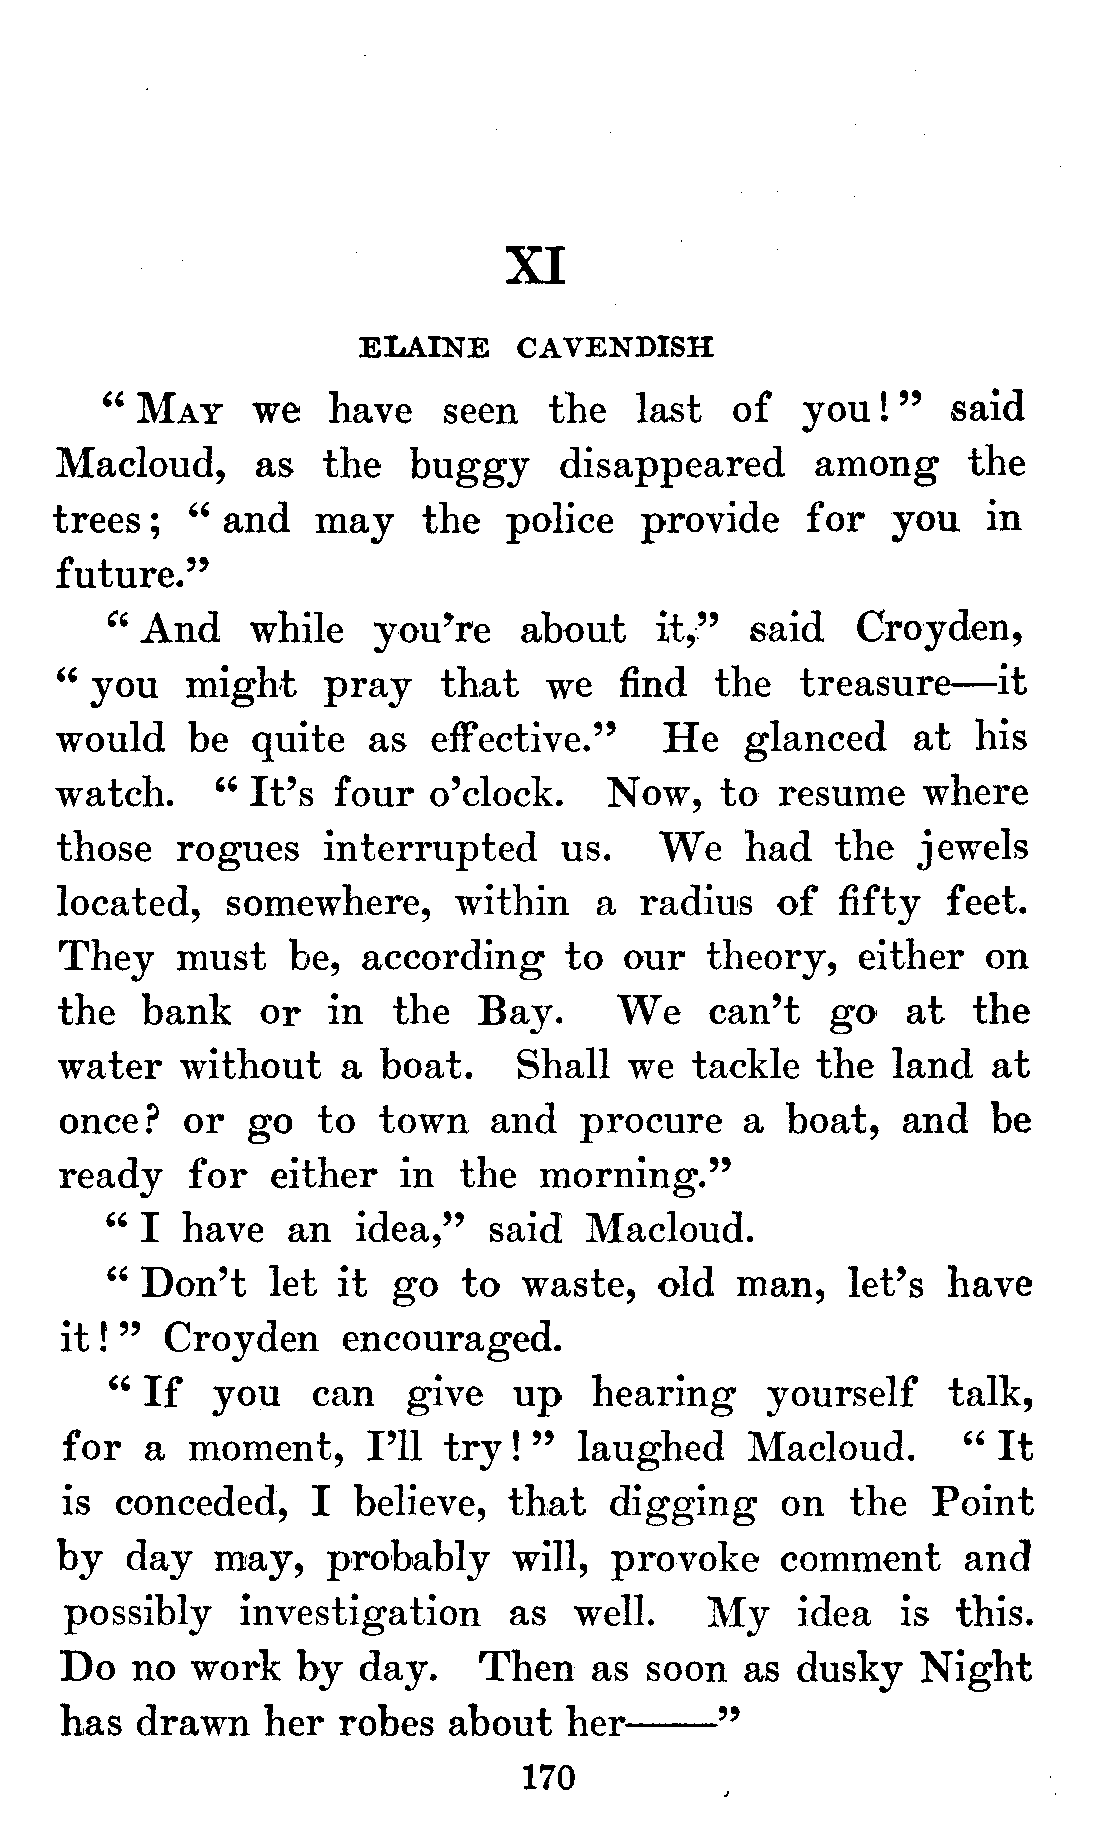 XI
ELAINE CAVENDISH
“ MAY we have seen the last of you! ” said
Macloud, as the buggy disappeared among the
trees; “ and may the police provide for you in
future.”
“ And while you’re about it,” said Croyden,
“ you might pray that we find the treasure—it
would be quite as effective.” He glanced at his
watch. “ It’s four o’clock. Now, to resume where
those rogues interrupted us. We had the jewels
located, somewhere, within a radius of fifty feet.
They must be, according to our theory, either on
the bank or in the Bay. We can’t go at the
water without a boat. Shall we tackle the land at
once? or go to town and procure a boat, and be
ready for either in the morning.”
“ I have an idea,” said Macloud.
“ Don’t let it go to waste, old man, let’s have
it! ” Croyden encouraged.
“ If you can give up hearing yourself talk,
for a moment, I’ll try! ” laughed Macloud. “ It
is conceded, I believe, that digging on the Point
by day may, probably will, provoke comment and
possibly investigation as well. My idea is this.
Do no work by day. Then as soon as dusky Night
has drawn her robes about her——”
170